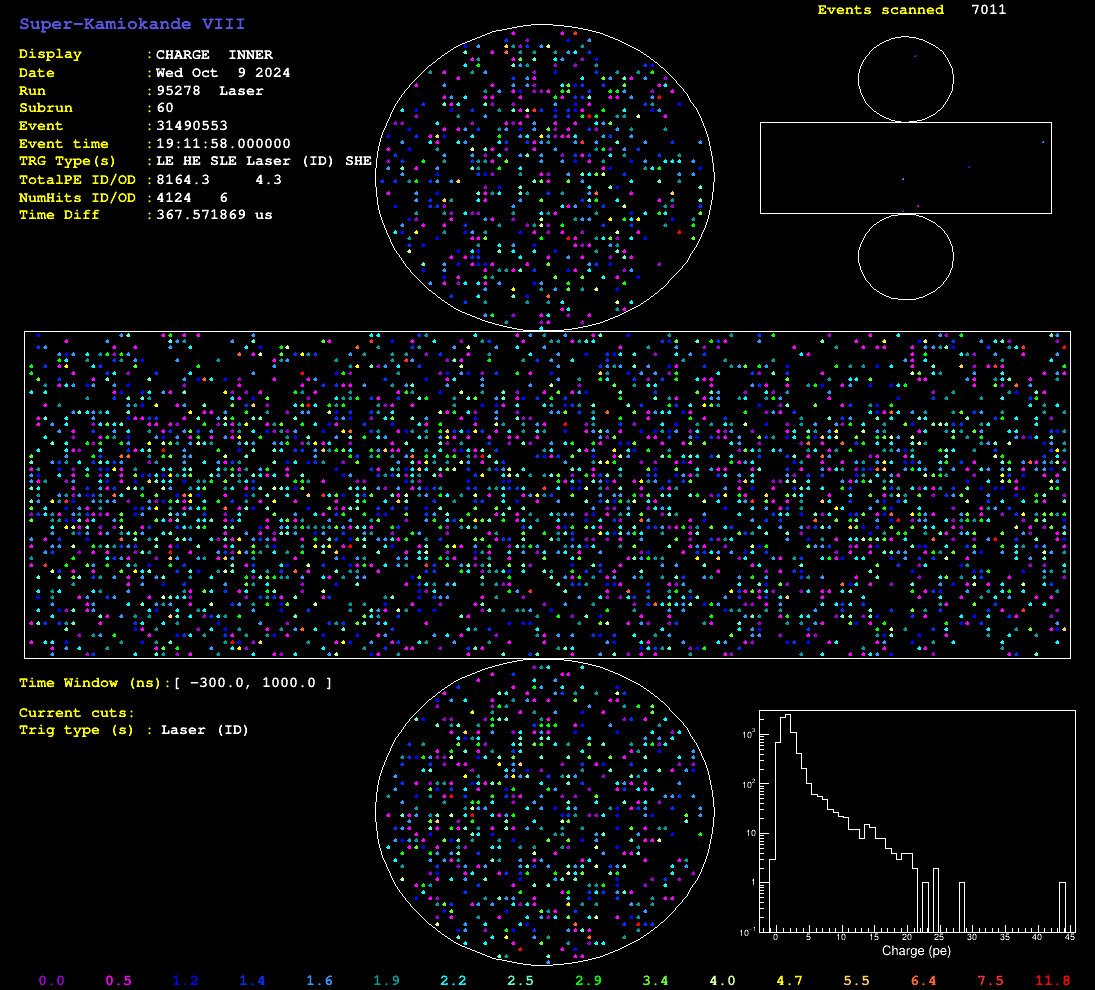 Super-Kamiokande VIII
Events scanned 7011
Display :CHARGE INNER
Date :Wed Oct 9 2024
Run :95278 Laser
Subrun :60
Event :31490553
Event time :19:11:58.000000
TRG Type(s) :LE HE SLE Laser (ID) SHE
TotalPE ID/OD :8164.3 4.3
NumHits ID/OD :4124 6
Time Diff :367.571869 us
Time Window (ns):[ -300.0, 1000.0 ]
Current cuts:
Trig type (s) : Laser (ID)
10³
10²
10
1
10⁻¹
0 5 10 15 20 25 30 35 40 45
Charge (pe)
0.0 0.5 1.2 1.4 1.6 1.9 2.2 2.5 2.9 3.4 4.0 4.7 5.5 6.4 7.5 11.8